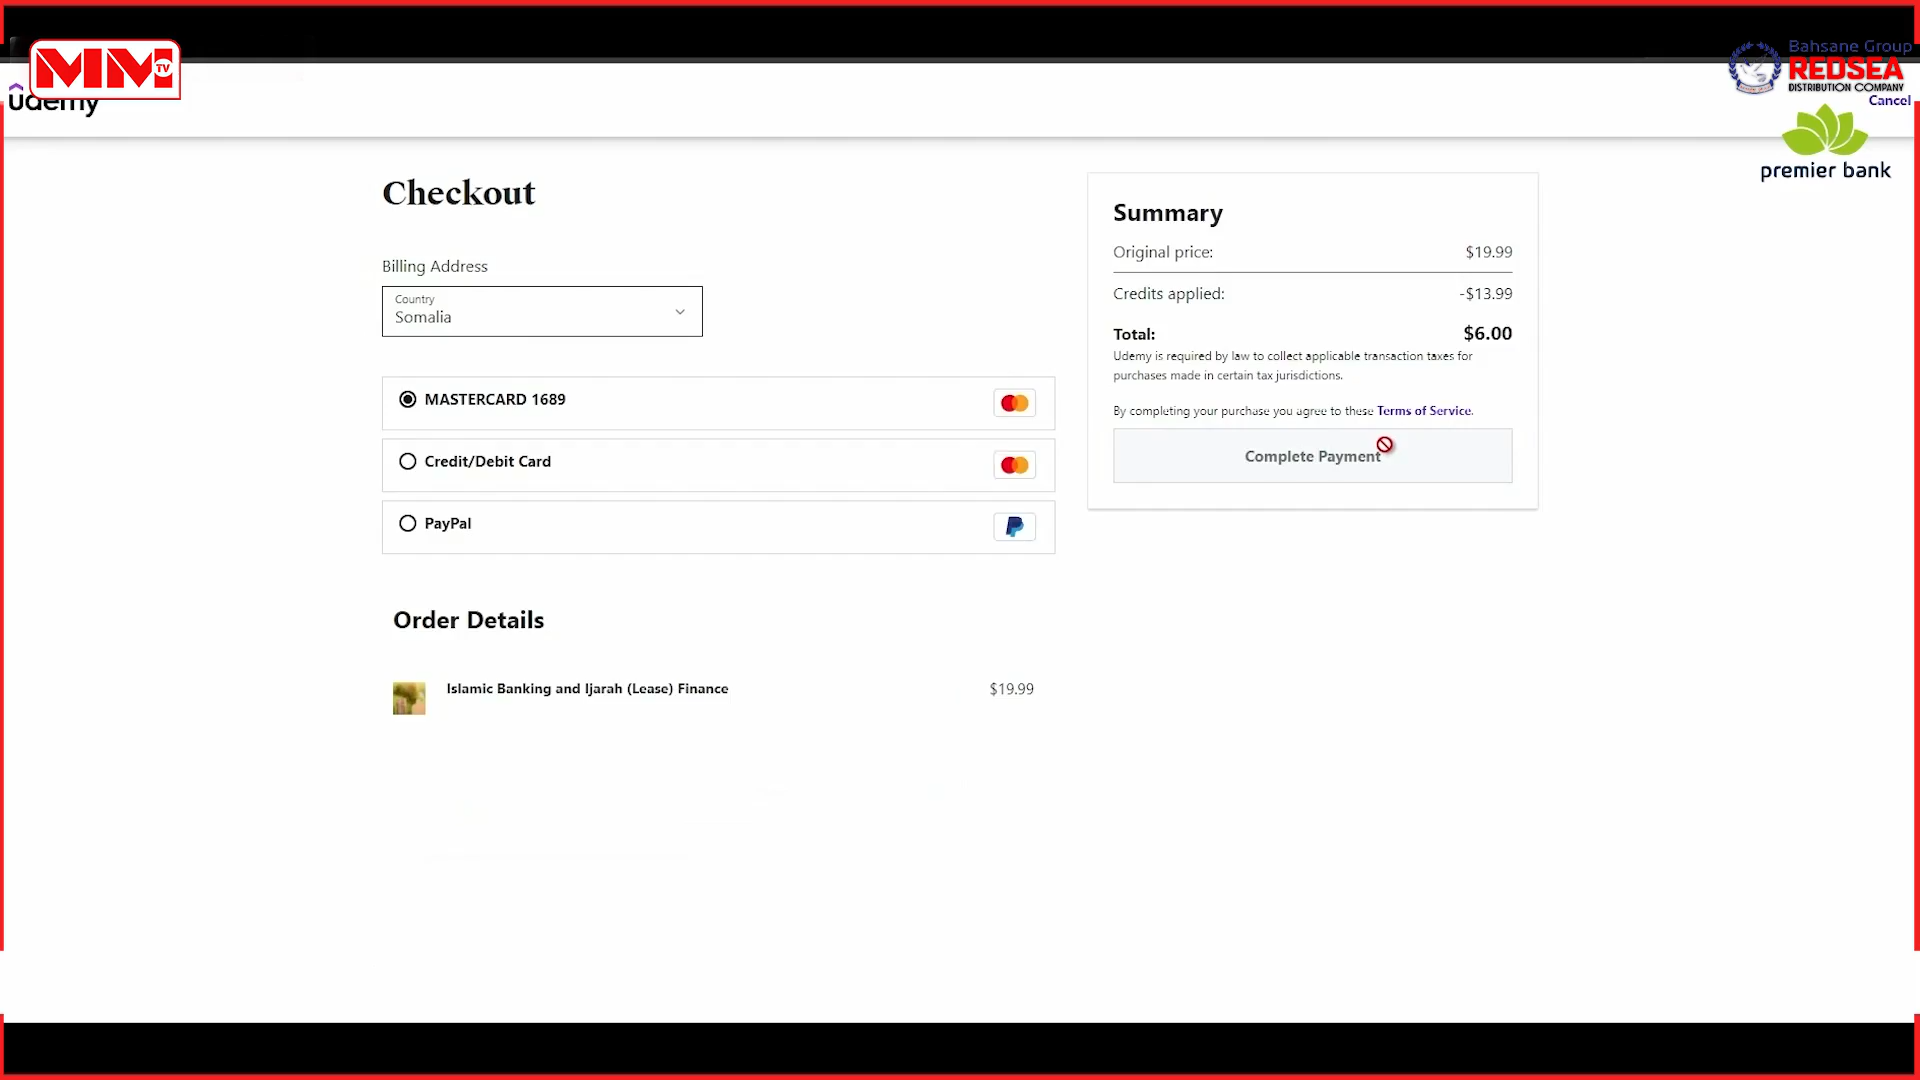 MM TV
udemy
Bahsane Group
REDSEA
DISTRIBUTION COMPANY
Cancel
premier bank
Checkout
Billing Address
Country
Somalia
MASTERCARD 1689
Credit/Debit Card
PayPal
Order Details
Islamic Banking and Ijarah (Lease) Finance $19.99
Summary
Original price: $19.99
Credits applied: -$13.99
Total: $6.00
Udemy is required by law to collect applicable transaction taxes for
purchases made in certain tax jurisdictions.
By completing your purchase you agree to these Terms of Service.
Complete Payment